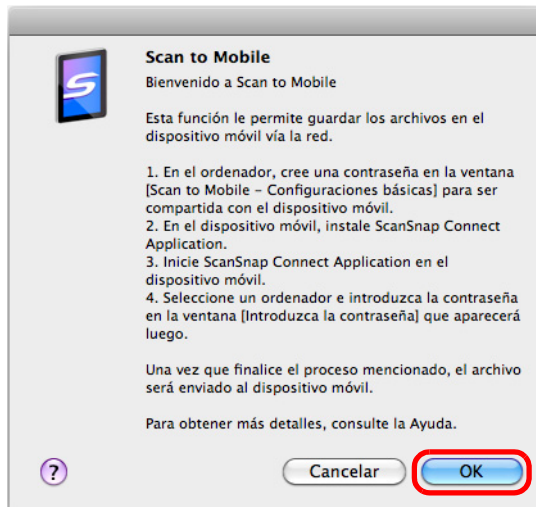 Scan to Mobile
Bienvenido a Scan to Mobile
Esta función le permite guardar los archivos en el
dispositivo móvil vía la red.
1. En el ordenador, cree una contraseña en la ventana
[Scan to Mobile – Configuraciones básicas] para ser
compartida con el dispositivo móvil.
2. En el dispositivo móvil, instale ScanSnap Connect
Application.
3. Inicie ScanSnap Connect Application en el
dispositivo móvil.
4. Seleccione un ordenador e introduzca la contraseña
en la ventana [Introduzca la contraseña] que aparecerá
luego.
Una vez que finalice el proceso mencionado, el archivo
será enviado al dispositivo móvil.
Para obtener más detalles, consulte la Ayuda.
? Cancelar OK